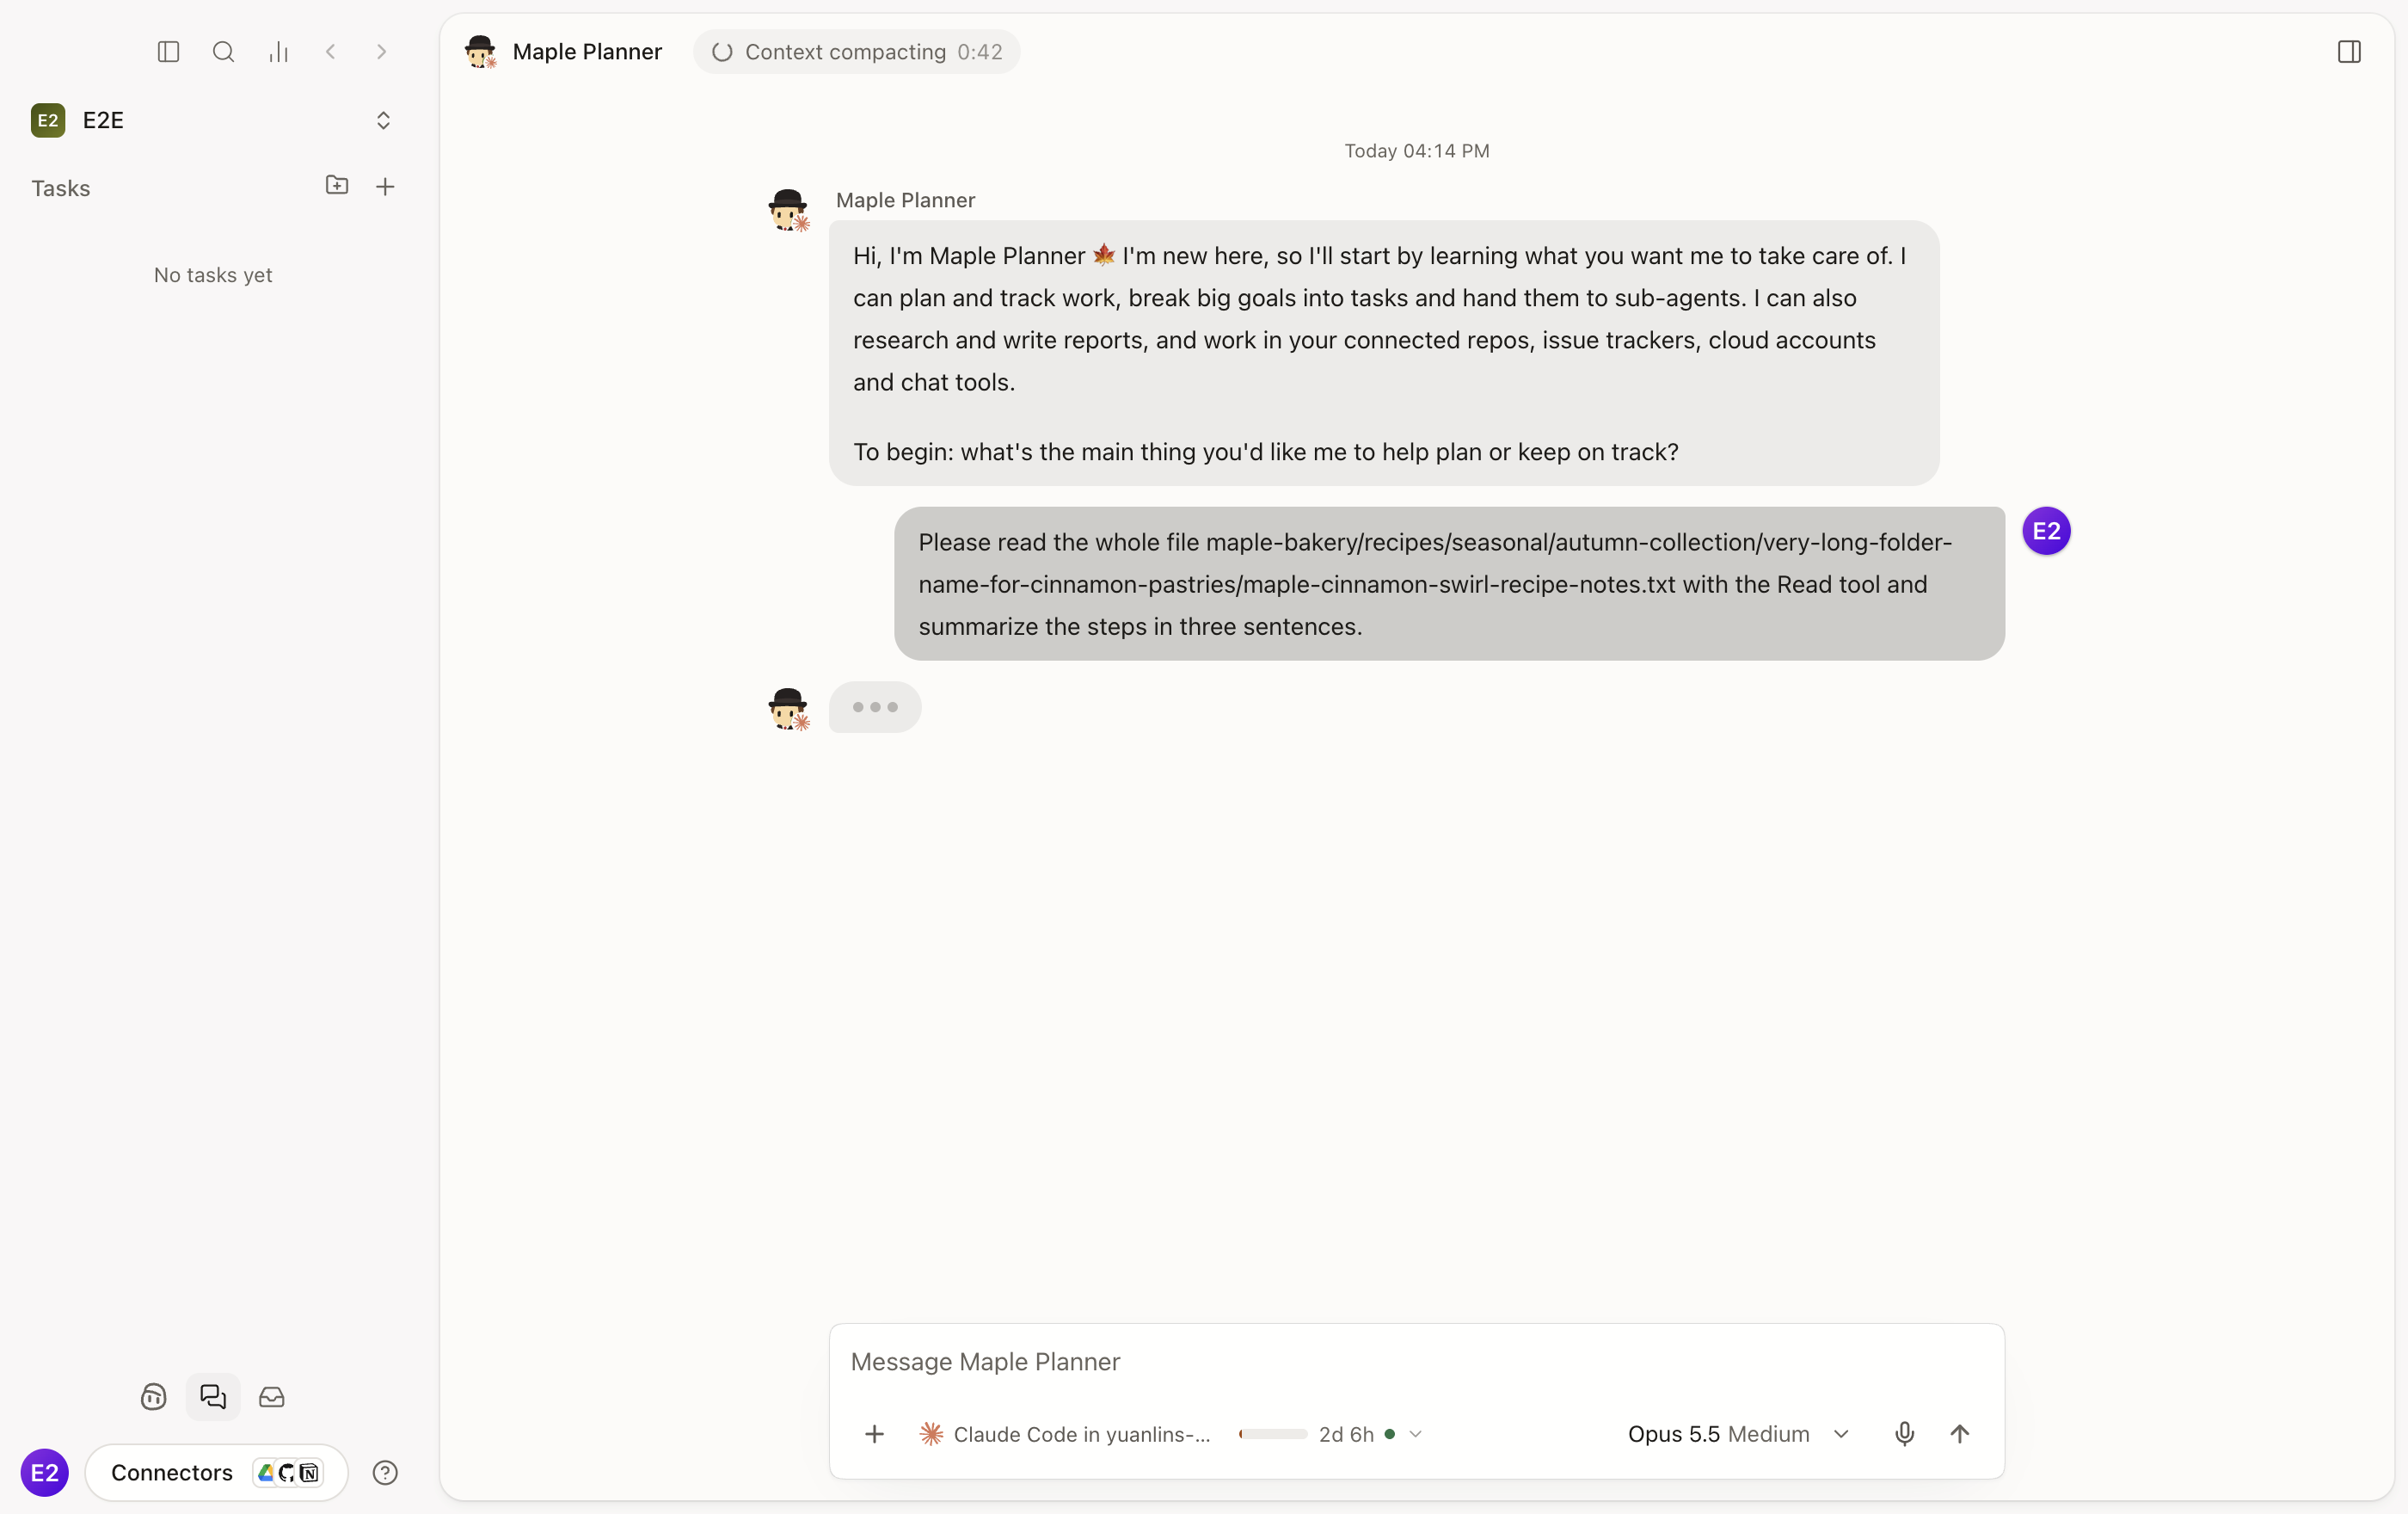 Maple Planner
Context compacting 0:42
E2 E2E
Tasks
No tasks yet
Today 04:14 PM
Maple Planner
Hi, I'm Maple Planner 🍁 I'm new here, so I'll start by learning what you want me to take care of. I
can plan and track work, break big goals into tasks and hand them to sub-agents. I can also
research and write reports, and work in your connected repos, issue trackers, cloud accounts
and chat tools.
To begin: what's the main thing you'd like me to help plan or keep on track?
Please read the whole file maple-bakery/recipes/seasonal/autumn-collection/very-long-folder-
name-for-cinnamon-pastries/maple-cinnamon-swirl-recipe-notes.txt with the Read tool and
summarize the steps in three sentences.
E2
Message Maple Planner
Claude Code in yuanlins-...
2d 6h
Opus 5.5 Medium
E2
Connectors